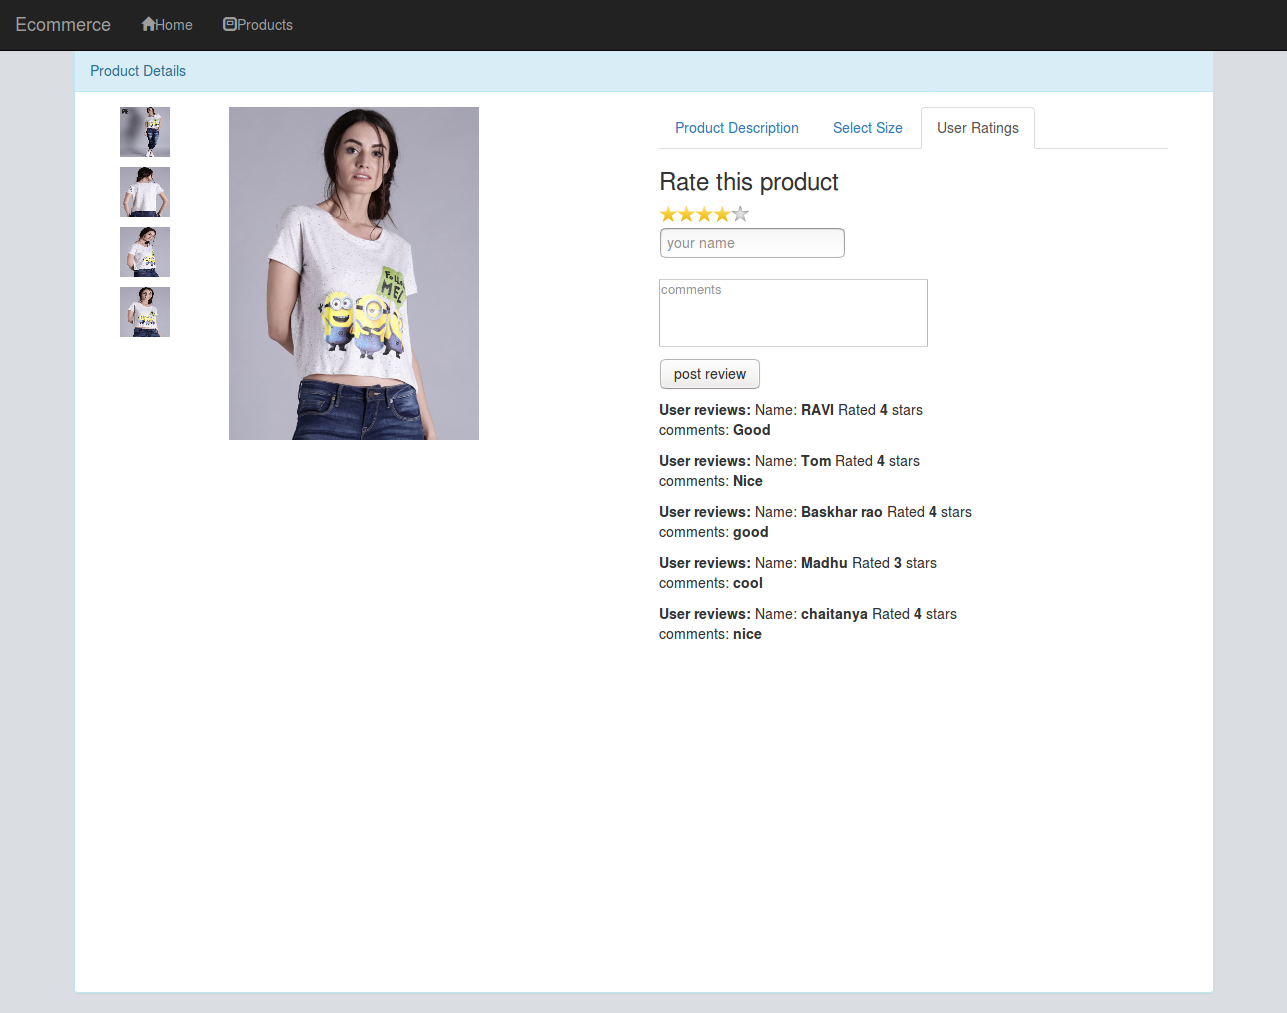 Ecommerce Home Products
Product Details
Product Description Select Size User Ratings
Rate this product
your name
comments
post review
User reviews: Name: RAVI Rated 4 stars
comments: Good
User reviews: Name: Tom Rated 4 stars
comments: Nice
User reviews: Name: Baskhar rao Rated 4 stars
comments: good
User reviews: Name: Madhu Rated 3 stars
comments: cool
User reviews: Name: chaitanya Rated 4 stars
comments: nice
ME